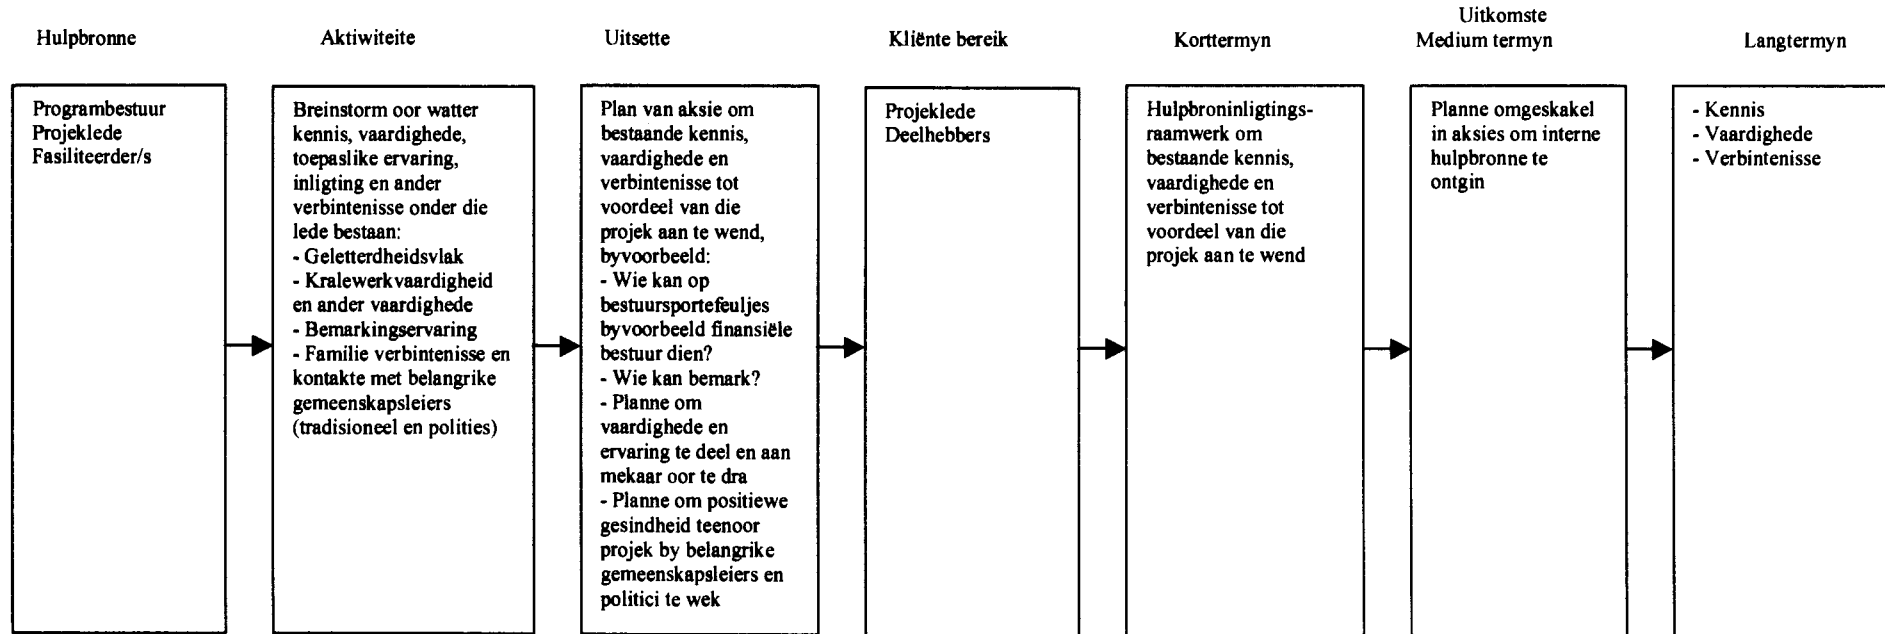 Uitkomste
Hulpbronne
Aktiwiteite
Uitsette
Kliënte bereik
Korttermyn
Medium termyn
Langtermyn
Programbestuur
Projeklede
Fasiliteerder/s
Breinstorm oor watter
kennis, vaardighede,
toepaslike ervaring,
inligting en ander
verbintenisse onder die
lede bestaan:
- Geletterdheidsvlak
- Kralewerkvaardigheid
en ander vaardighede
- Bemarkingservaring
- Familie verbintenisse en
kontakte met belangrike
gemeenskapsleiers
(tradisioneel en polities)
Plan van aksie om
bestaande kennis,
vaardighede en
verbintenisse tot
voordeel van die
projek aan te wend,
byvoorbeeld:
- Wie kan op
bestuursportefeuljes
byvoorbeeld finansiële
bestuur dien?
- Wie kan bemark?
- Planne om
vaardighede en
ervaring te deel en aan
mekaar oor te dra
- Planne om positiewe
gesindheid teenoor
projek by belangrike
gemeenskapsleiers en
politici te wek
Projeklede
Deelhebbers
Hulpbroninligtings-
raamwerk om
bestaande kennis,
vaardighede en
verbintenisse tot
voordeel van die
projek aan te wend
Planne omgeskakel
in aksies om interne
hulpbronne te
ontgin
- Kennis
- Vaardighede
- Verbintenisse